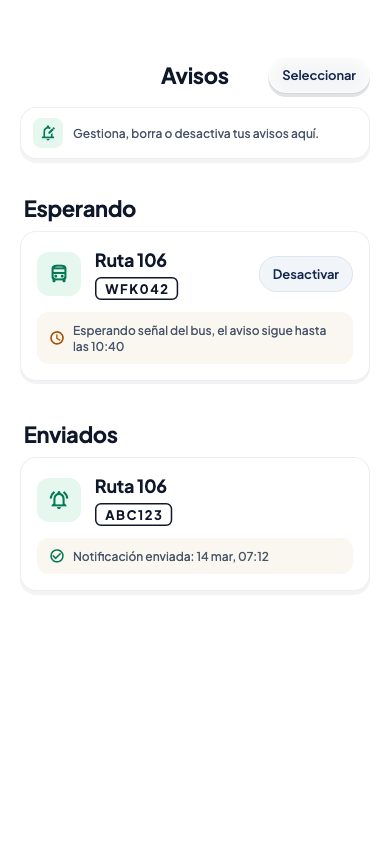 Avisos
Seleccionar
Gestiona, borra o desactiva tus avisos aquí.
Esperando
Ruta 106
WFK042
Desactivar
Esperando señal del bus, el aviso sigue hasta
las 10:40
Enviados
Ruta 106
ABC123
Notificación enviada: 14 mar, 07:12